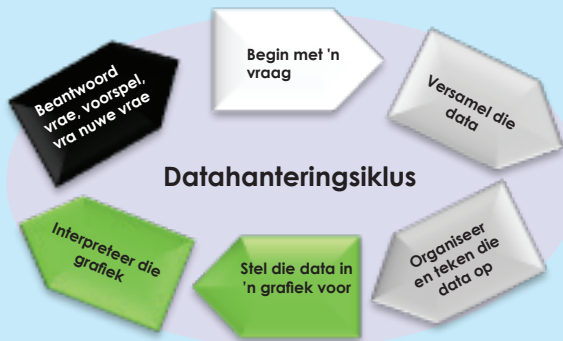 Begin met 'n
vraag
Versamel die
data
Organiseer
en teken die
data op
Stel die data in
'n grafiek voor
Interpreteer die
grafiek
Beantwoord
vrae, voorspel,
vra nuwe vrae
Datahanteringsiklus